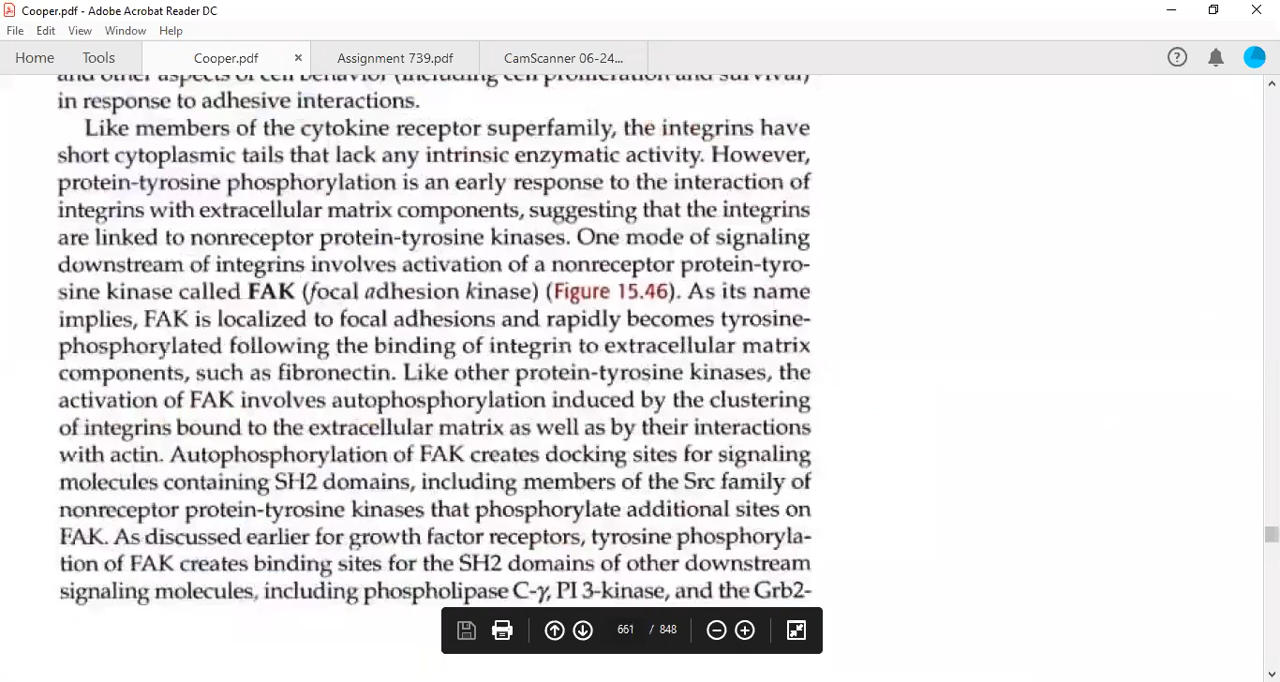 Cooper.pdf - Adobe Acrobat Reader DC
File Edit View Window Help
Home Tools Cooper.pdf × Assignment 739.pdf CamScanner 06-24...
and other aspects of cell behavior (including cell proliferation and survival)
in response to adhesive interactions.
Like members of the cytokine receptor superfamily, the integrins have
short cytoplasmic tails that lack any intrinsic enzymatic activity. However,
protein-tyrosine phosphorylation is an early response to the interaction of
integrins with extracellular matrix components, suggesting that the integrins
are linked to nonreceptor protein-tyrosine kinases. One mode of signaling
downstream of integrins involves activation of a nonreceptor protein-tyro-
sine kinase called FAK (focal adhesion kinase) (Figure 15.46). As its name
implies, FAK is localized to focal adhesions and rapidly becomes tyrosine-
phosphorylated following the binding of integrin to extracellular matrix
components, such as fibronectin. Like other protein-tyrosine kinases, the
activation of FAK involves autophosphorylation induced by the clustering
of integrins bound to the extracellular matrix as well as by their interactions
with actin. Autophosphorylation of FAK creates docking sites for signaling
molecules containing SH2 domains, including members of the Src family of
nonreceptor protein-tyrosine kinases that phosphorylate additional sites on
FAK. As discussed earlier for growth factor receptors, tyrosine phosphoryla-
tion of FAK creates binding sites for the SH2 domains of other downstream
signaling molecules, including phospholipase C-γ, PI 3-kinase, and the Grb2-
661 / 848